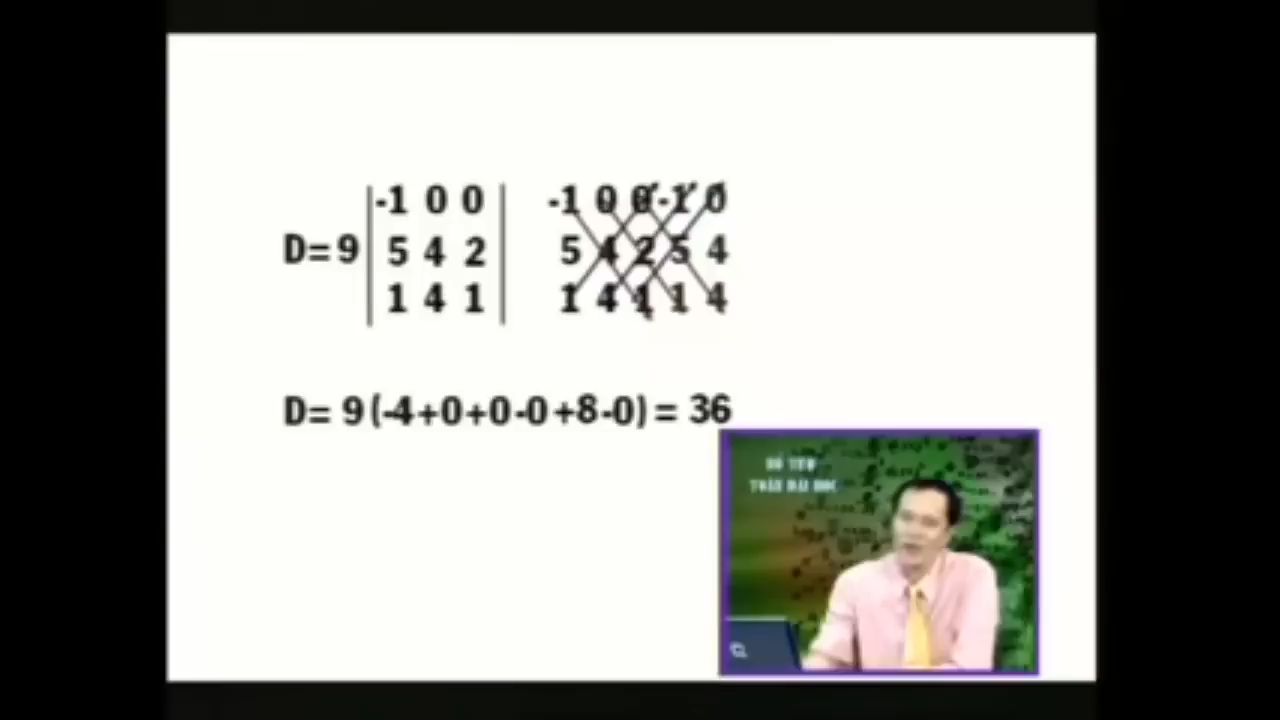 -1 0 0 -1 0 0 -1 0
D= 9 5 4 2 5 4 2 5 4
1 4 1 1 4 1 1 4
D= 9 (-4+0+0-0+8-0) = 36